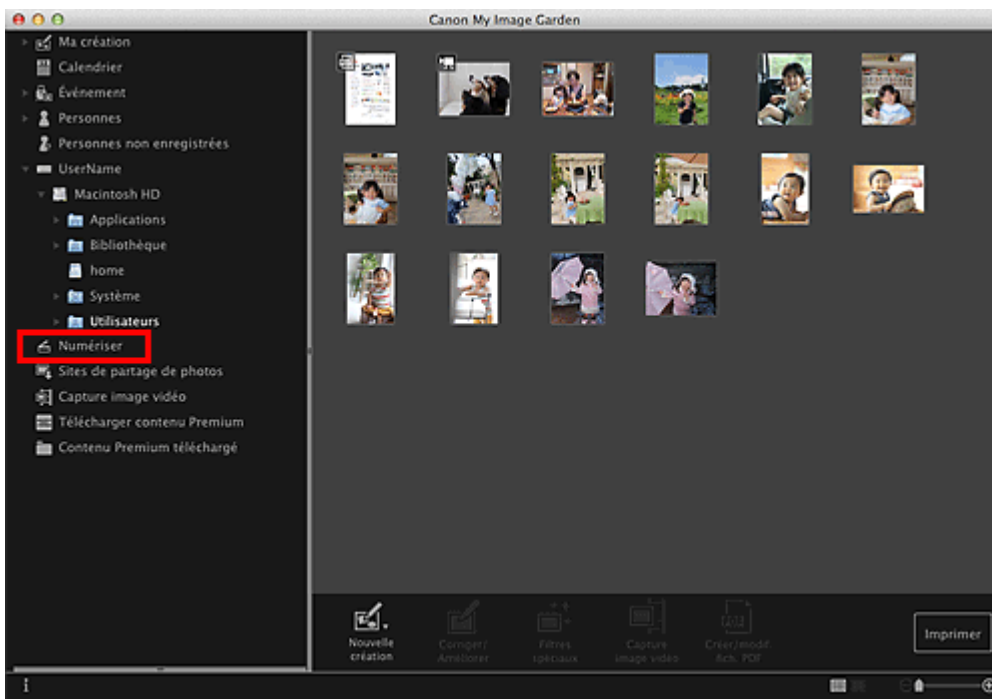 Canon My Image Garden
Ma création
Calendrier
Événement
Personnes
Personnes non enregistrées
UserName
Macintosh HD
Applications
Bibliothèque
home
Système
Utilisateurs
Numériser
Sites de partage de photos
Capture image vidéo
Télécharger contenu Premium
Contenu Premium téléchargé
Nouvelle
création
Corriger/
Améliorer
Filtres
spéciaux
Capture
image vidéo
Créer/modif.
fich. PDF
Imprimer